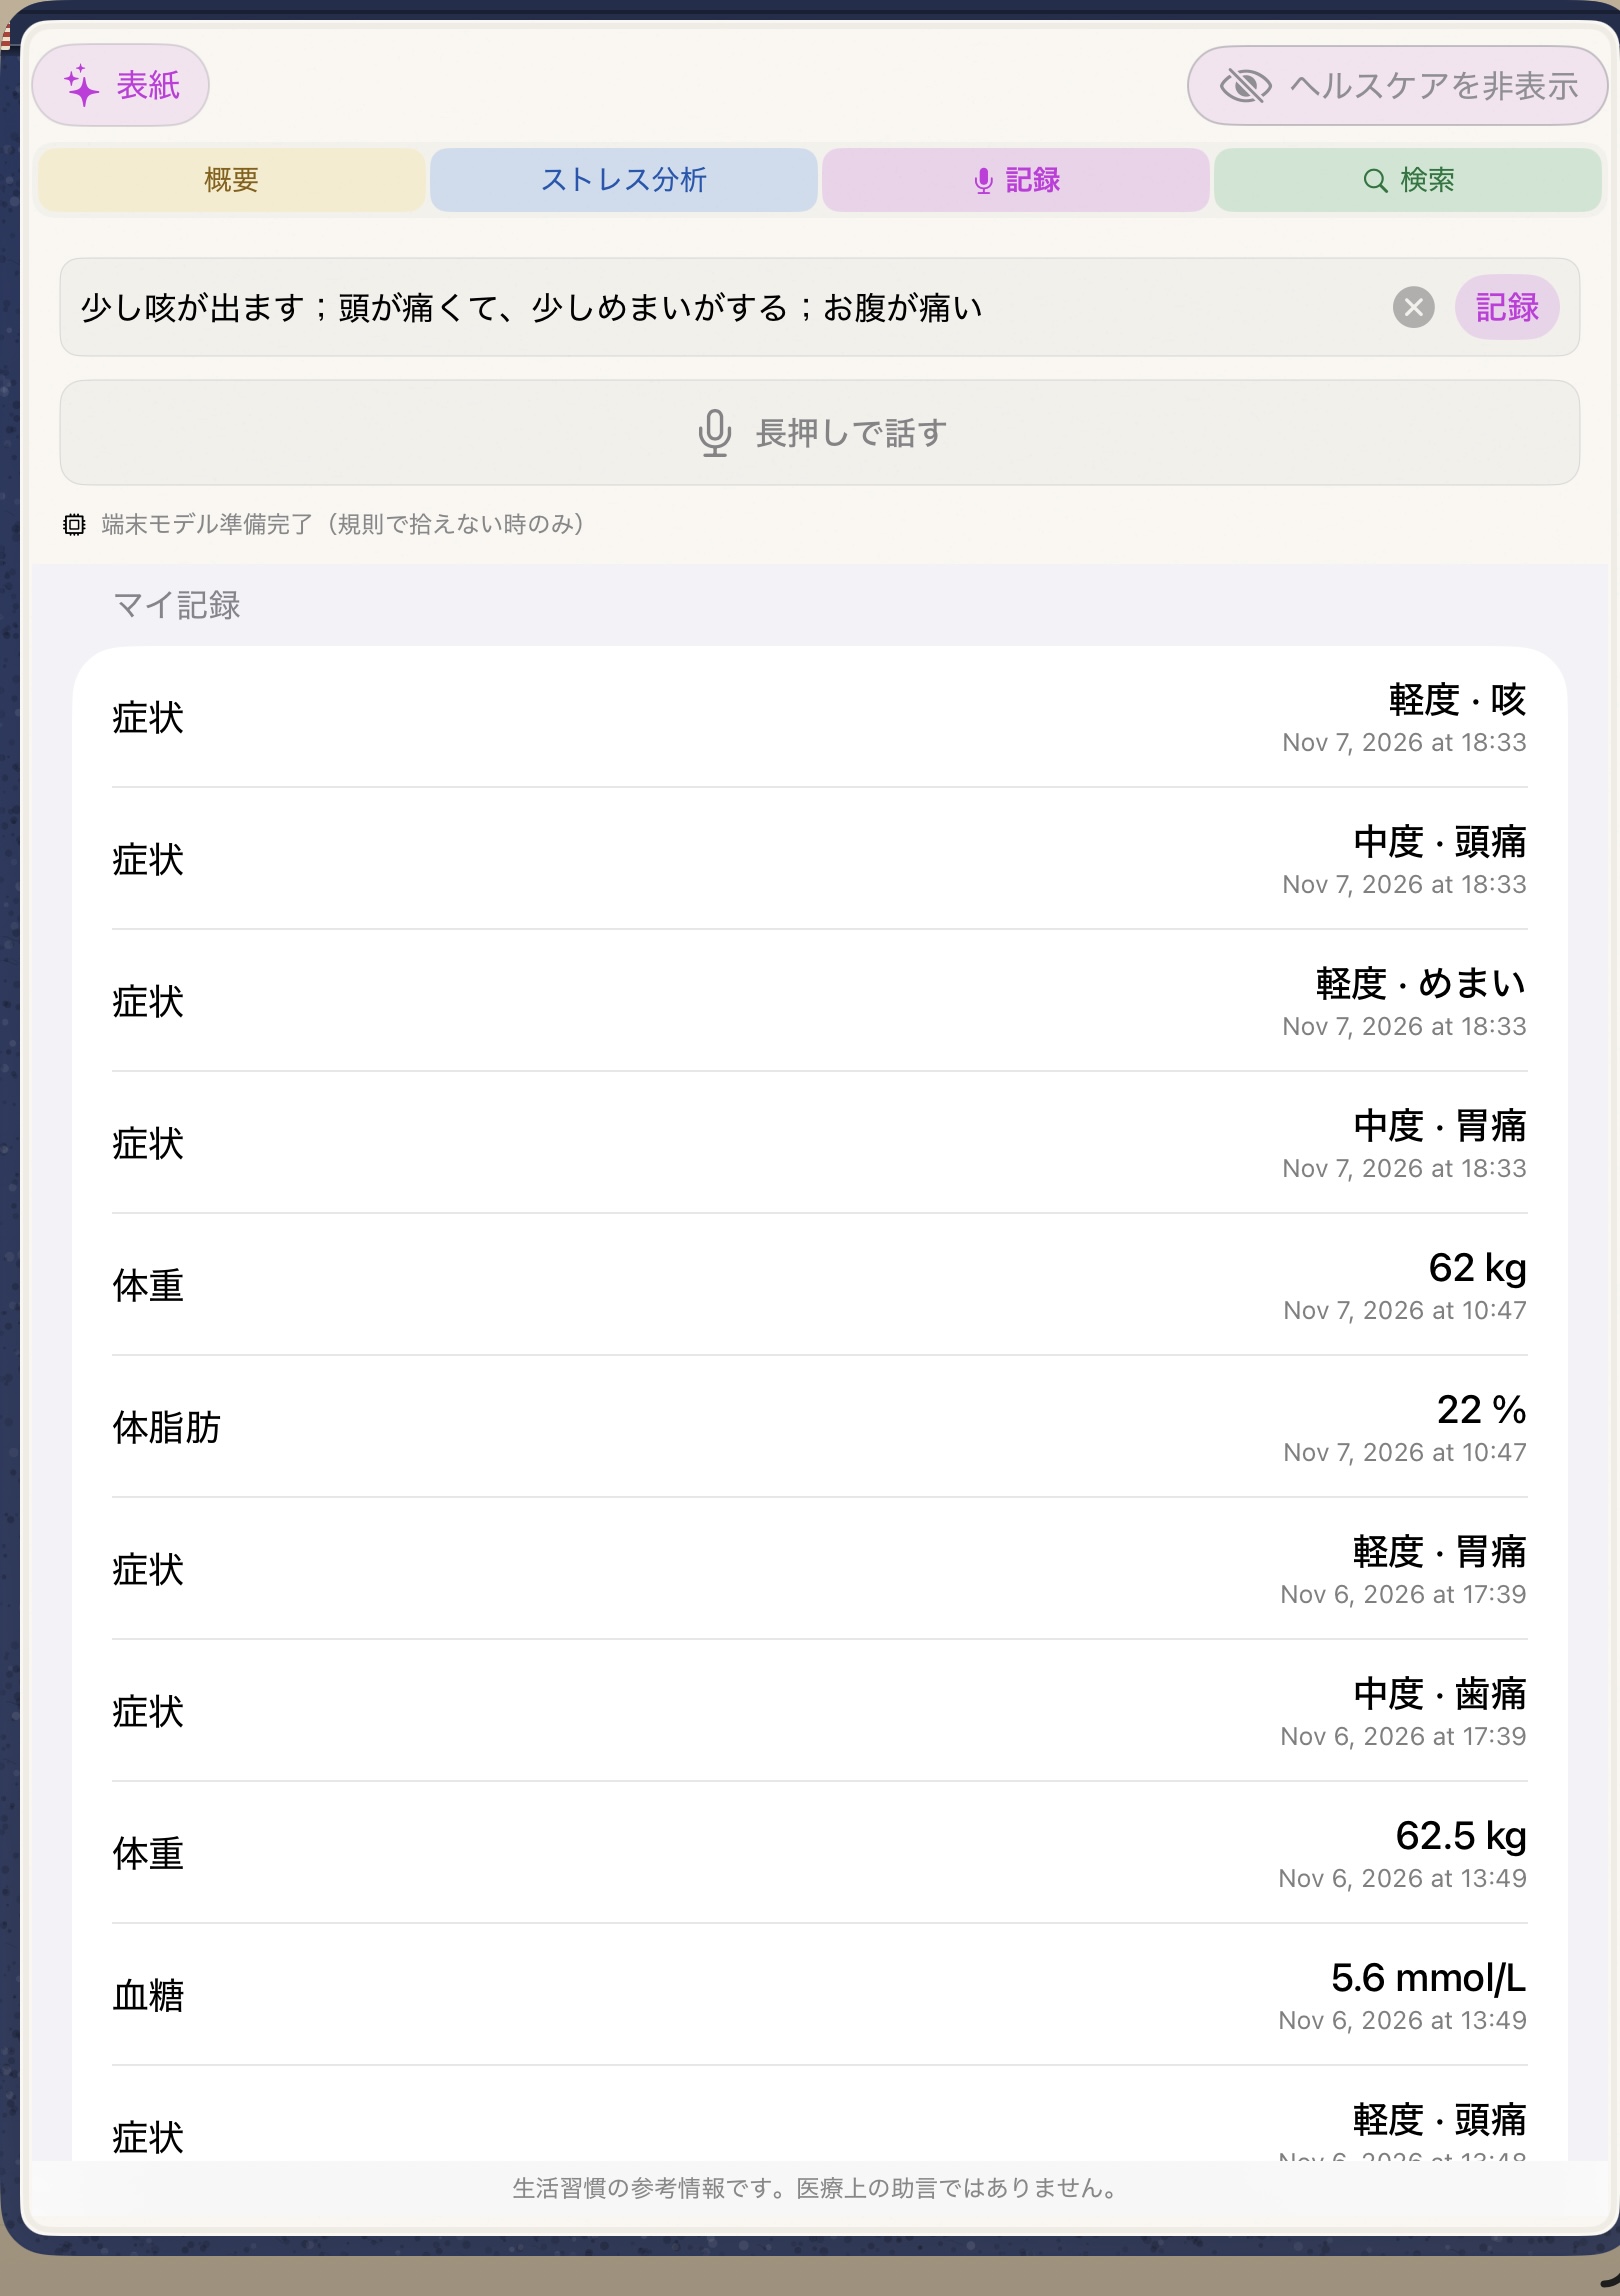 表紙
ヘルスケアを非表示
概要
ストレス分析
記録
検索
少し咳が出ます；頭が痛くて、少しめまいがする；お腹が痛い
記録
長押しで話す
端末モデル準備完了（規則で拾えない時のみ）
マイ記録
症状
軽度 · 咳
Nov 7, 2026 at 18:33
症状
中度 · 頭痛
Nov 7, 2026 at 18:33
症状
軽度 · めまい
Nov 7, 2026 at 18:33
症状
中度 · 胃痛
Nov 7, 2026 at 18:33
体重
62 kg
Nov 7, 2026 at 10:47
体脂肪
22 %
Nov 7, 2026 at 10:47
症状
軽度 · 胃痛
Nov 6, 2026 at 17:39
症状
中度 · 歯痛
Nov 6, 2026 at 17:39
体重
62.5 kg
Nov 6, 2026 at 13:49
血糖
5.6 mmol/L
Nov 6, 2026 at 13:49
症状
軽度 · 頭痛
生活習慣の参考情報です。医療上の助言ではありません。